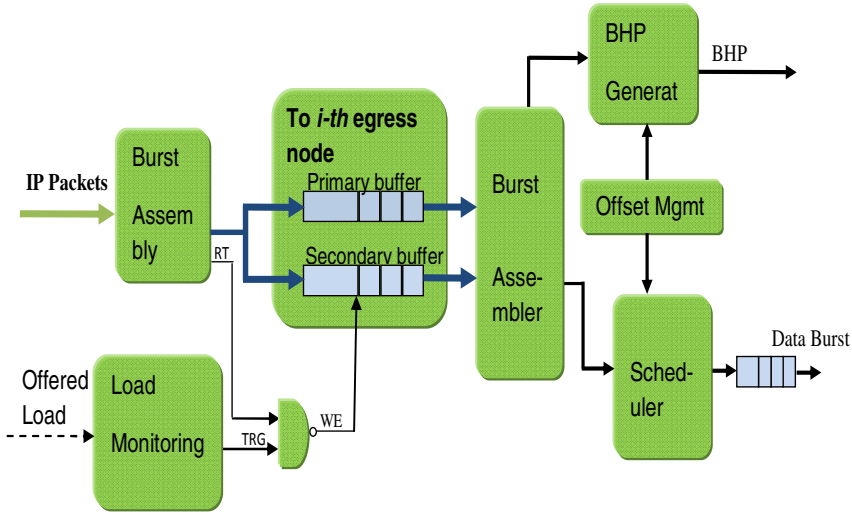 BHP
Generat
BHP
To i-th egress
node
Primary buffer
Secondary buffer
IP Packets
Burst
Assem
bly
RT
Burst
Asse-
mbler
Offset Mgmt
Offered
Load
Load
Monitoring
TRG
WE
Sched-
uler
Data Burst